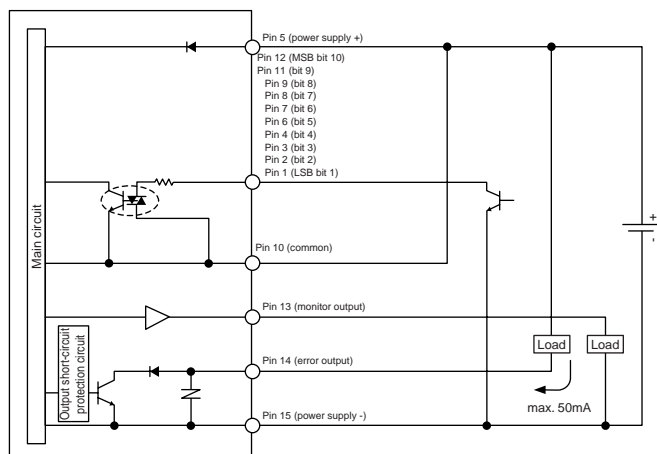 Pin 5 (power supply +)
Pin 12 (MSB bit 10)
Pin 11 (bit 9)
Pin 9 (bit 8)
Pin 8 (bit 7)
Pin 7 (bit 6)
Pin 6 (bit 5)
Pin 4 (bit 4)
Pin 3 (bit 3)
Pin 2 (bit 2)
Pin 1 (LSB bit 1)
Main circuit
+
-
Pin 10 (common)
Pin 13 (monitor output)
Load
Load
Pin 14 (error output)
Output short-circuit
protection circuit
max. 50mA
Pin 15 (power supply -)